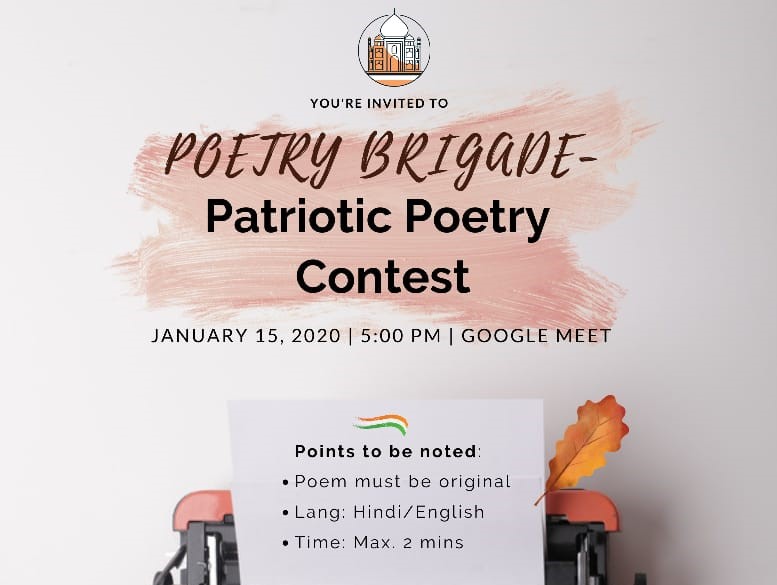 YOU'RE INVITED TO
POETRY BRIGADE-
Patriotic Poetry
Contest
JANUARY 15, 2020 | 5:00 PM | GOOGLE MEET
Points to be noted:
• Poem must be original
• Lang: Hindi/English
• Time: Max. 2 mins